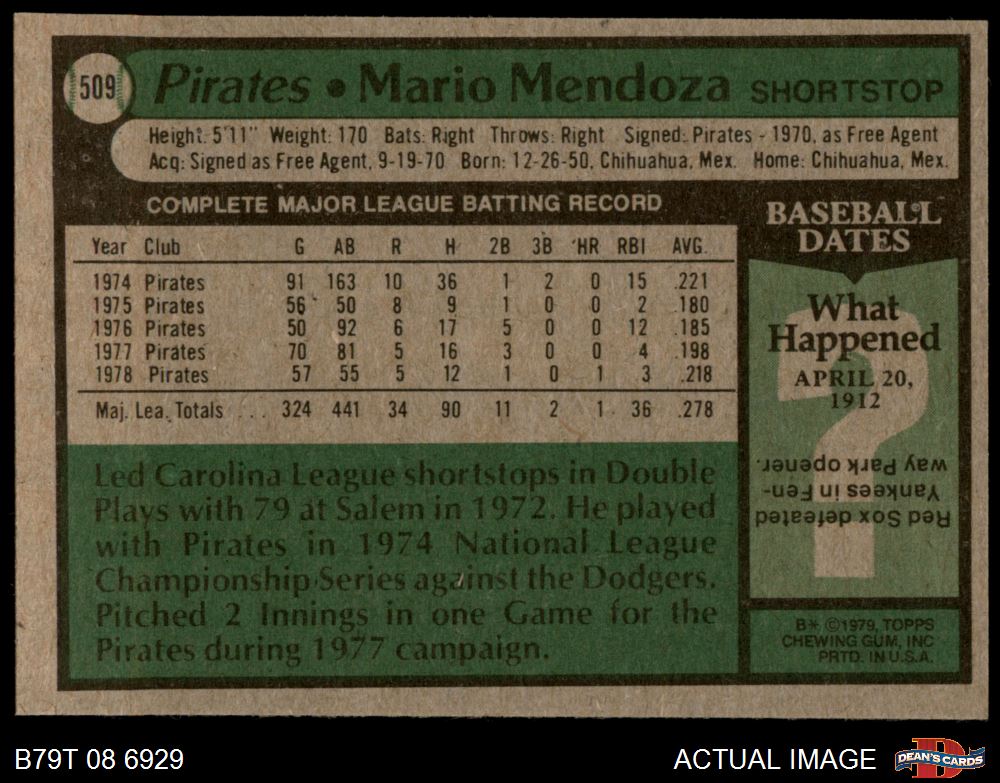 509
Pirates • Mario Mendoza SHORTSTOP
Height: 5'11" Weight: 170 Bats: Right Throws: Right Signed: Pirates - 1970, as Free Agent
Acq: Signed as Free Agent, 9-19-70 Born: 12-26-50, Chihuahua, Mex. Home: Chihuahua, Mex.
COMPLETE MAJOR LEAGUE BATTING RECORD
Year Club G AB R H 2B 3B HR RBI AVG.
1974 Pirates 91 163 10 36 1 2 0 15 .221
1975 Pirates 56 50 8 9 1 0 0 2 .180
1976 Pirates 50 92 6 17 5 0 0 12 .185
1977 Pirates 70 81 5 16 3 0 0 4 .198
1978 Pirates 57 55 5 12 1 0 1 3 .218
Maj. Lea. Totals ... 324 441 34 90 11 2 1 36 .278
Led Carolina League shortstops in Double
Plays with 79 at Salem in 1972. He played
with Pirates in 1974 National League
Championship Series against the Dodgers.
Pitched 2 Innings in one Game for the
Pirates during 1977 campaign.
BASEBALL
DATES
What
Happened
APRIL 20,
1912
?
Red Sox defeated
Yankees in Fen-
way Park opener.
B* ©1979, TOPPS
CHEWING GUM, INC
PRTD. IN U.S.A.
B79T 08 6929
ACTUAL IMAGE
D
DEAN'S CARDS